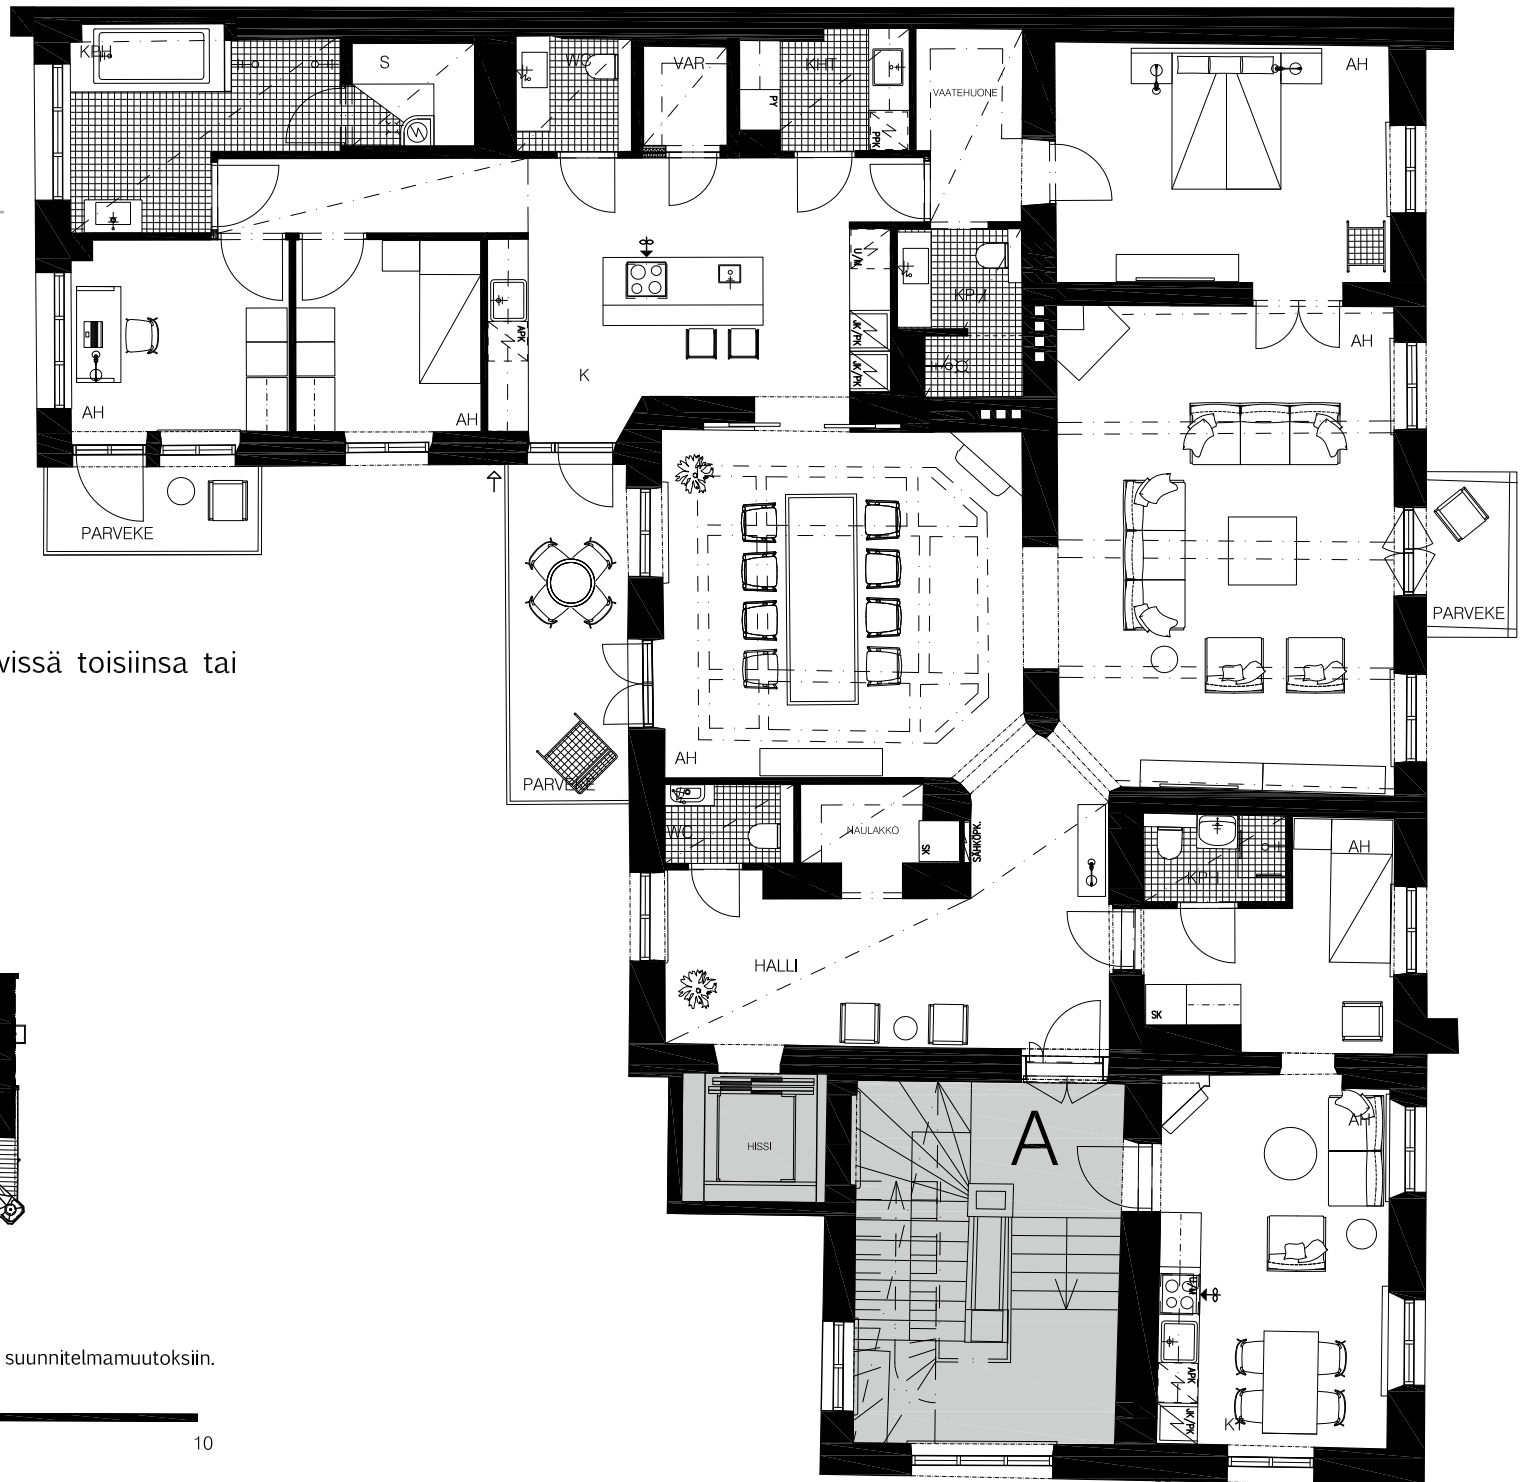 KPH
S
WC
VAR
KHT
PY
PPK
VAATEHUONE
AH
U/M
KPH
APK
JK/PK
JK/PK
AH
K
AH
AH
PARVEKE
PARVEKE
vissä toisiinsa tai
AH
PARVEKE
WC
NAULAKKO
SK
SÄHKÖPK.
KPH
AH
HALLI
SK
A
HISSI
AH
U/M
suunnitelmamuutoksiin.
APK
JK/PK
KT
10